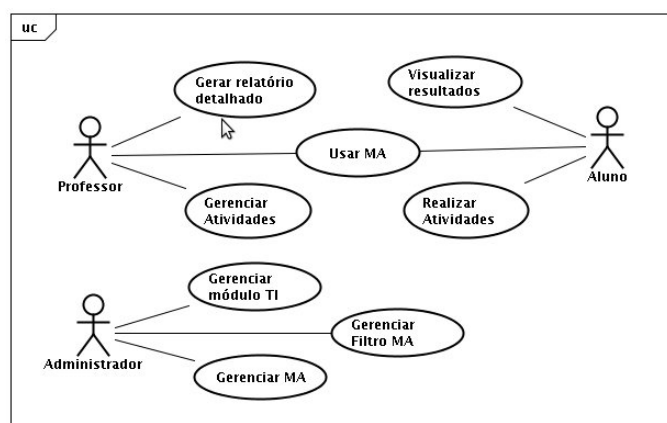 uc
Gerar relatório
detalhado
Visualizar
resultados
Usar MA
Professor
Aluno
Gerenciar
Atividades
Realizar
Atividades
Gerenciar
módulo TI
Gerenciar
Filtro MA
Administrador
Gerenciar MA